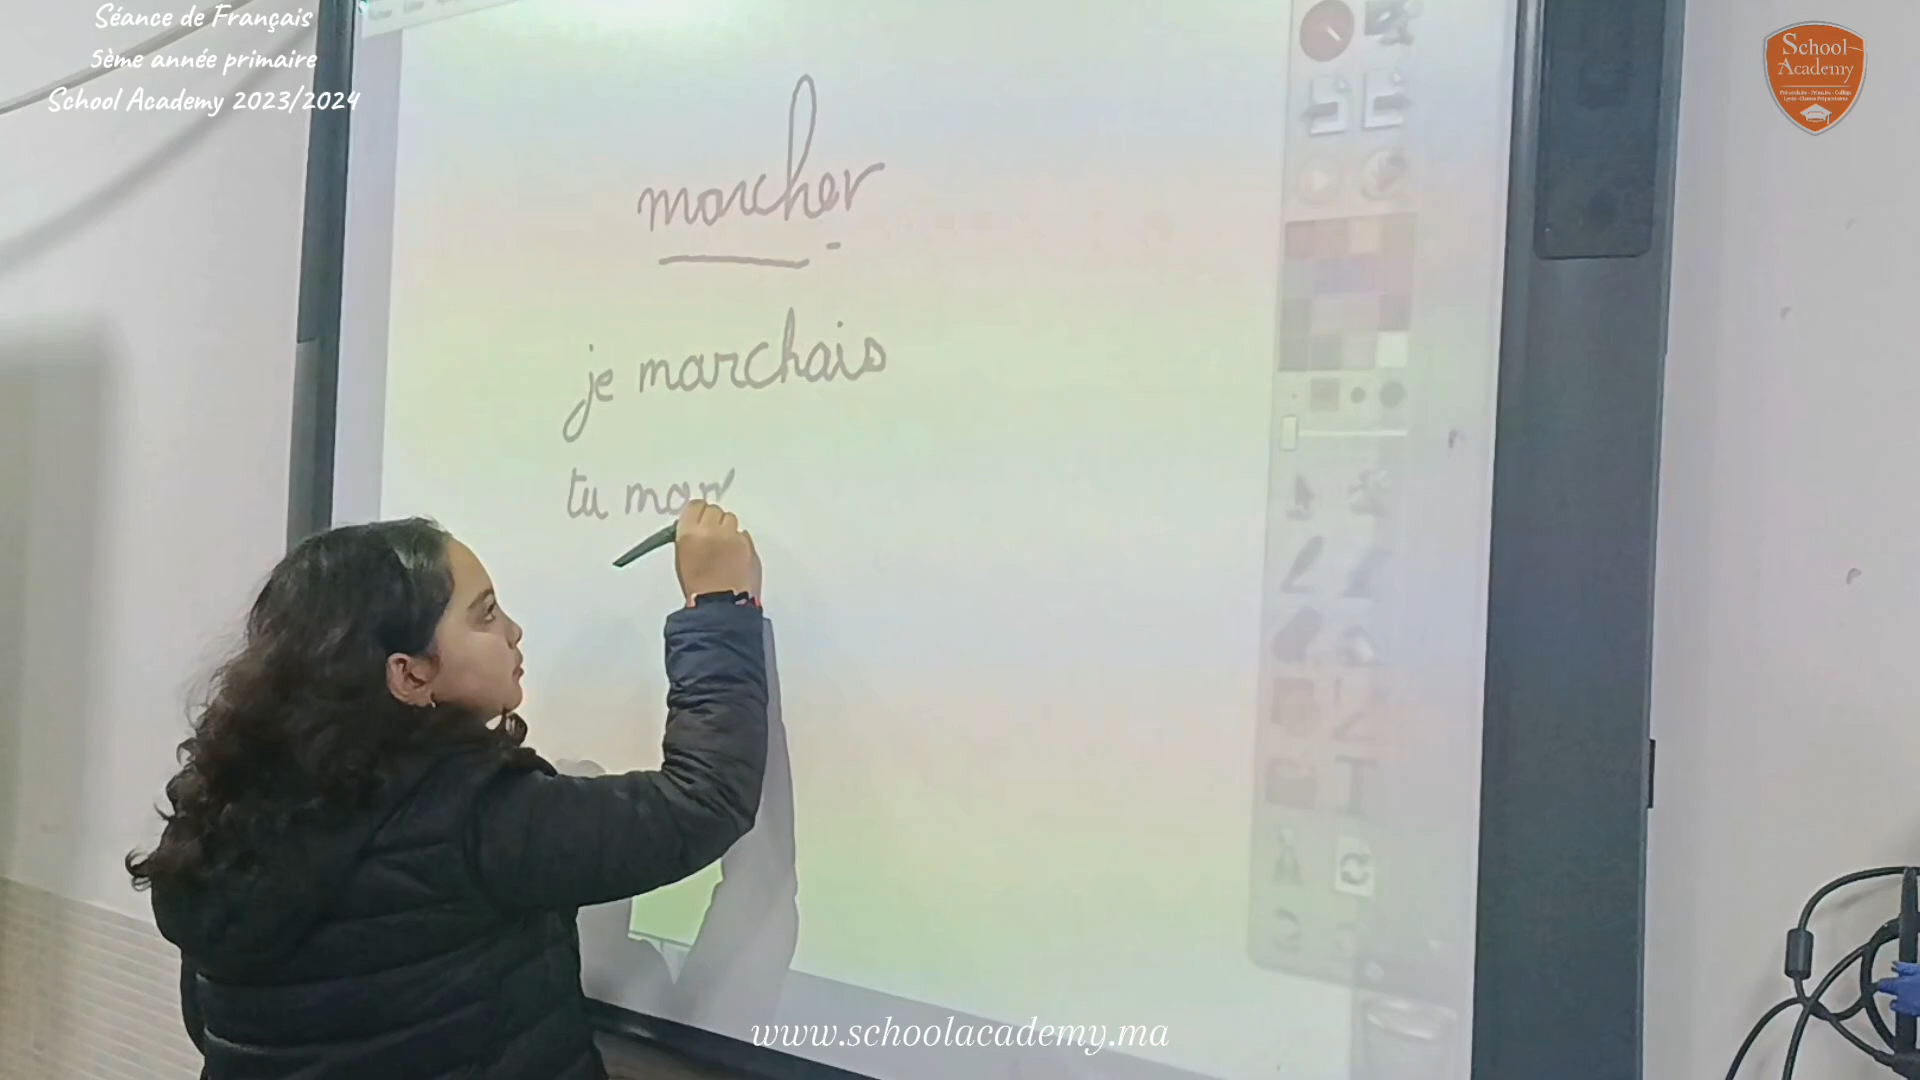 Séance de Français
5ème année primaire
School Academy 2023/2024
School
Academy
marcher
je marchais
tu mar
www.schoolacademy.ma